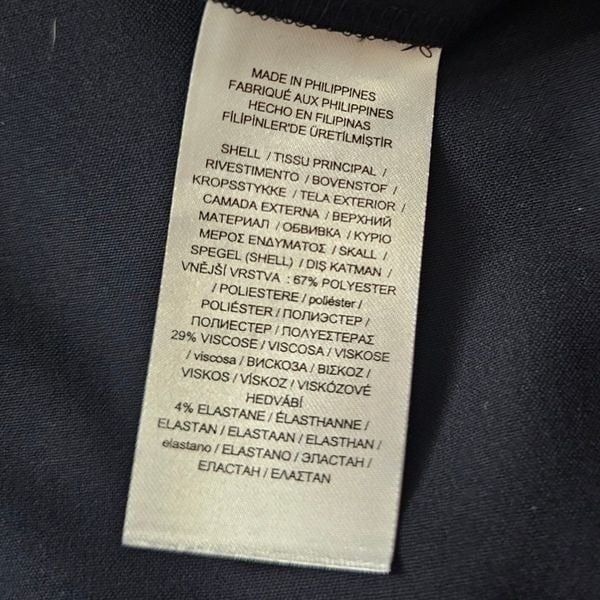 MADE IN PHILIPPINES
FABRIQUÉ AUX PHILIPPINES
HECHO EN FILIPINAS
FİLİPİNLER'DE ÜRETİLMİŞTİR
SHELL / TISSU PRINCIPAL /
RIVESTIMENTO / BOVENSTOF /
KROPSSTYKKE / TELA EXTERIOR /
CAMADA EXTERNA / ВЕРХНИЙ
МАТЕРИАЛ / ОБВИВКА / ΚΥΡΙΟ
ΜΕΡΟΣ ΕΝΔΥΜΑΤΟΣ / SKALL /
SPEGEL (SHELL) / DIŞ KATMAN /
VNĚJŠÍ VRSTVA : 67% POLYESTER
/ POLIESTERE / poliéster /
POLIÉSTER / ПОЛИЭСТЕР /
ПОЛИЕСТЕР / ΠΟΛΥΕΣΤΕΡΑΣ
29% VISCOSE / VISCOSA / VISKOSE
/ viscosa / ВИСКОЗА / ΒΙΣΚΟΖ /
VISKOS / VİSKOZ / VISKÓZOVÉ
HEDVÁBÍ
4% ELASTANE / ÉLASTHANNE /
ELASTAN / ELASTAAN / ELASTHAN /
elastano / ELASTANO / ЭЛАСТАН /
ЕЛАСТАН / ΕΛΑΣΤΑΝ